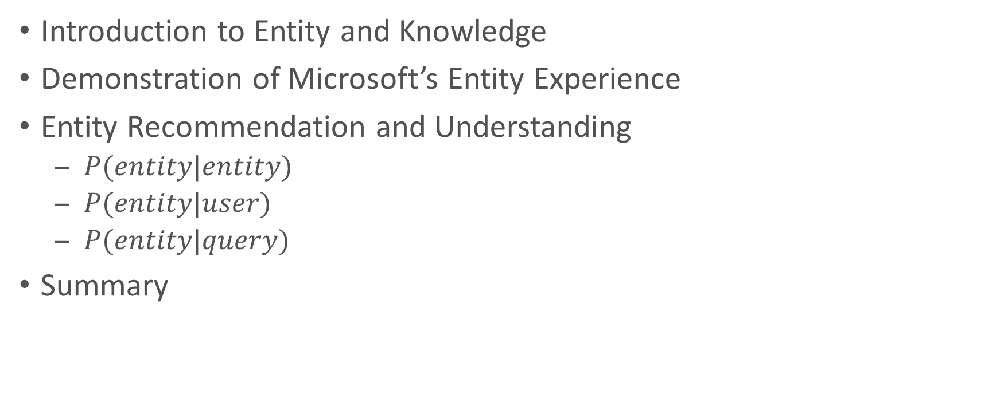 • Introduction to Entity and Knowledge
• Demonstration of Microsoft’s Entity Experience
• Entity Recommendation and Understanding
– P(entity|entity)
– P(entity|user)
– P(entity|query)
• Summary